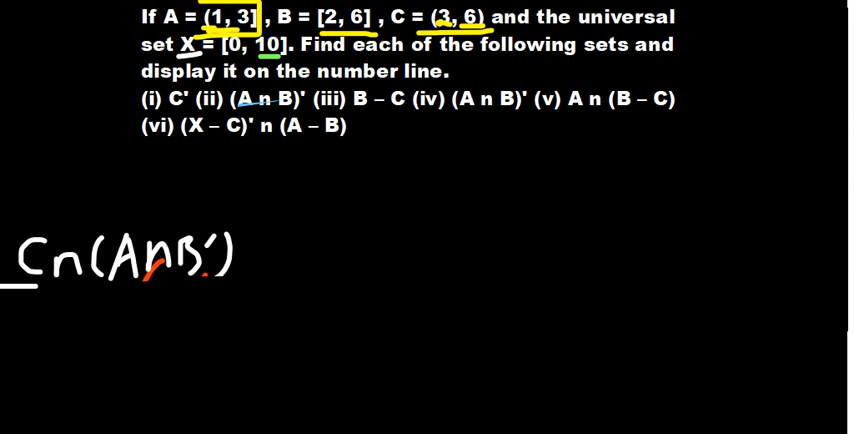 If A = (1, 3] , B = [2, 6] , C = (3, 6) and the universal
set X = [0, 10]. Find each of the following sets and
display it on the number line.
(i) C' (ii) (A n B)' (iii) B – C (iv) (A n B)' (v) A n (B – C)
(vi) (X – C)' n (A – B)
Cn(AnB')